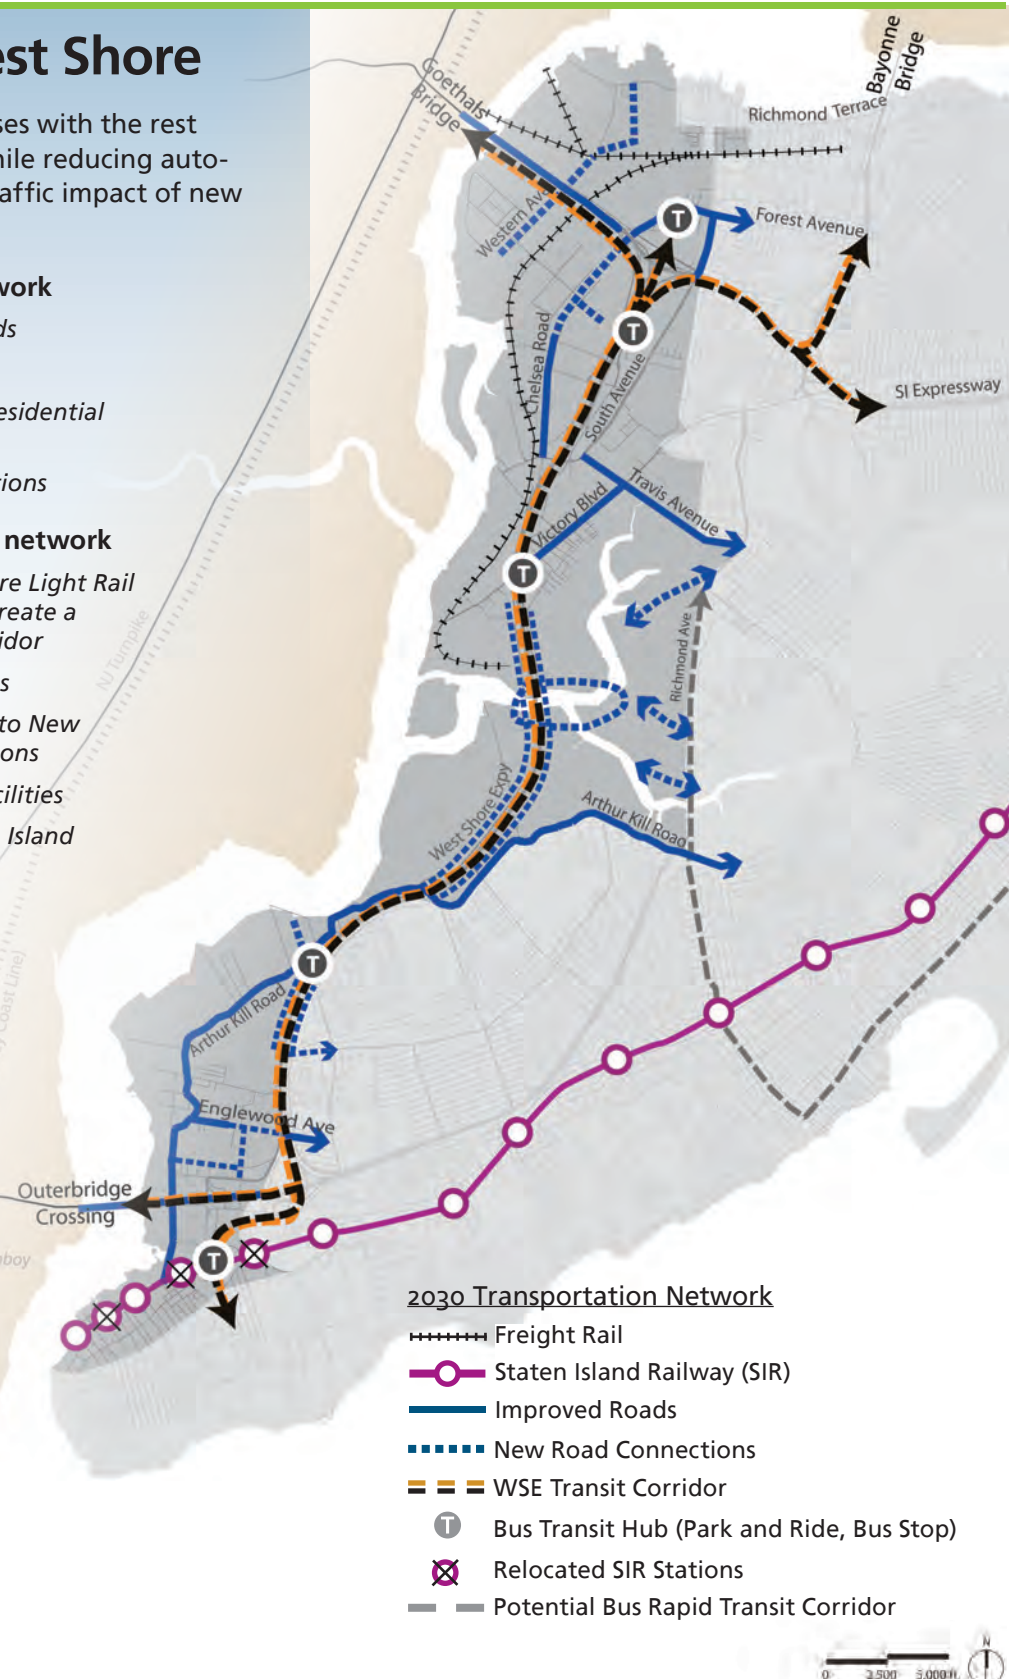 est Shore
ses with the rest
hile reducing auto-
affic impact of new
work
ds
esidential
ions
network
re Light Rail
reate a
idor
s
to New
ons
cilities
Island
Goethals
Bridge
Bayonne
Bridge
Richmond Terrace
Western Ave
Forest Avenue
Chelsea Road
South Avenue
SI Expressway
Travis Avenue
Victory Blvd
Richmond Ave
NJ Turnpike
West Shore Expy
Arthur Kill Road
Coast Line)
Arthur Kill Road
Englewood Ave
Outerbridge
Crossing
boy
T
T
T
T
T
2030 Transportation Network
Freight Rail
Staten Island Railway (SIR)
Improved Roads
New Road Connections
WSE Transit Corridor
T Bus Transit Hub (Park and Ride, Bus Stop)
Relocated SIR Stations
Potential Bus Rapid Transit Corridor
N
0 2,500 5,000 ft.